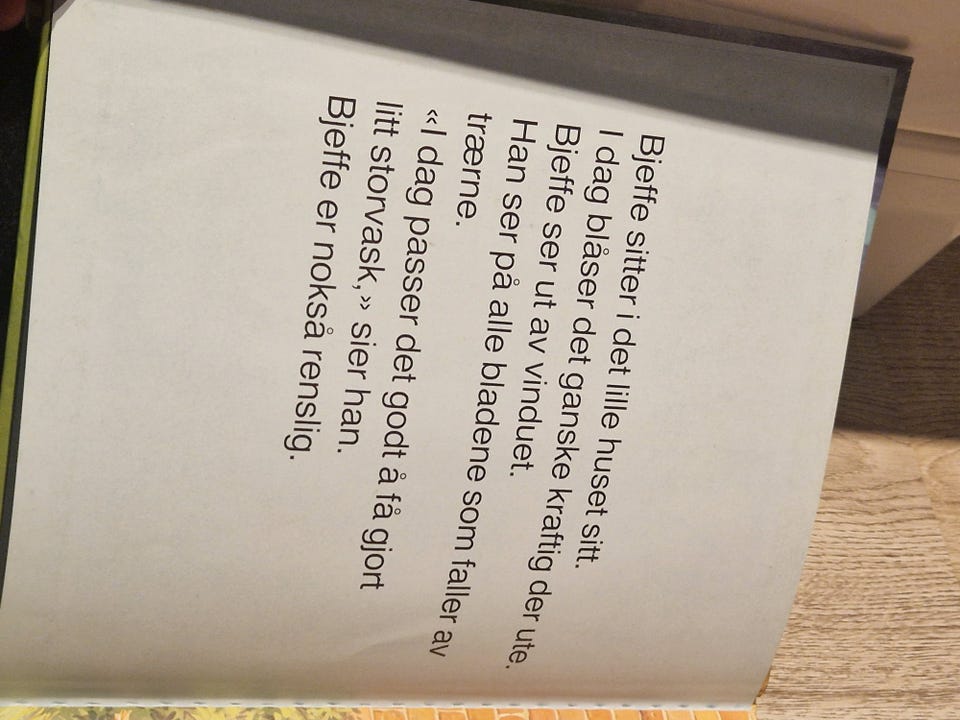 Bjeffe sitter i det lille huset sitt.
I dag blåser det ganske kraftig der ute.
Bjeffe ser ut av vinduet.
Han ser på alle bladene som faller av
trærne.
«I dag passer det godt å få gjort
litt storvask,» sier han.
Bjeffe er nokså renslig.